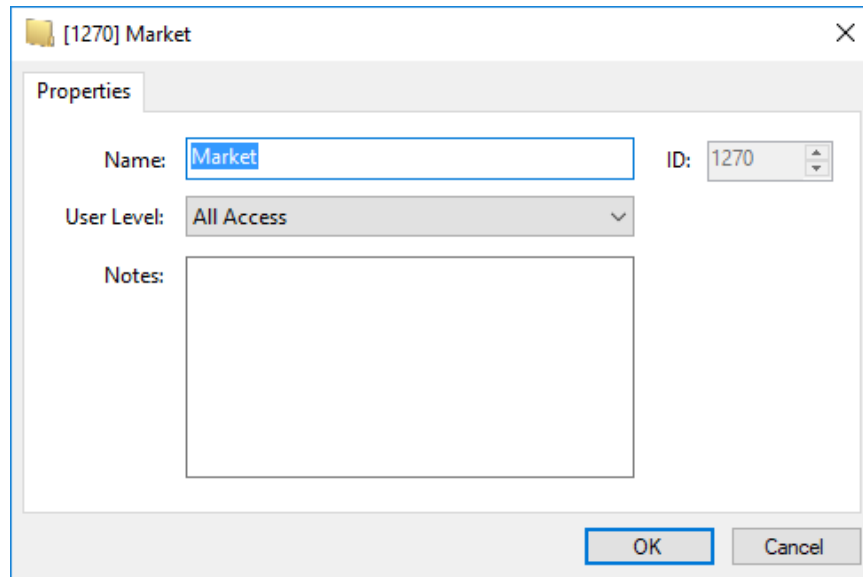 [1270] Market
Properties
Name: Market ID: 1270
User Level: All Access
Notes:
OK Cancel